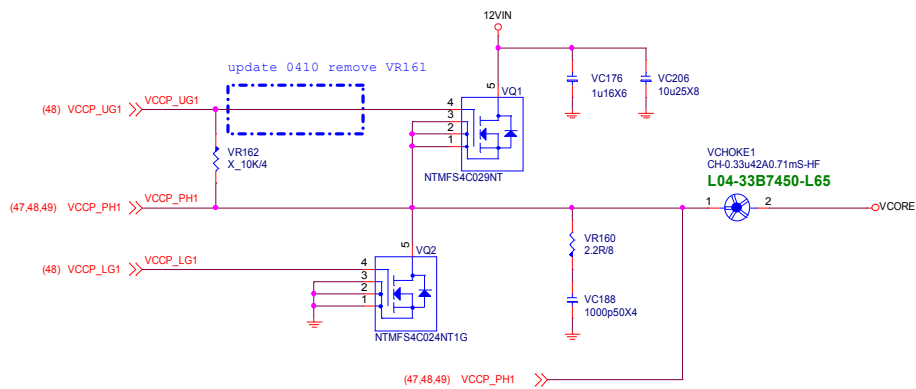 12VIN
update 0410 remove VR161
VC176
1u16X6
VC206
10u25X8
5
VQ1
(48) VCCP_UG1
VCCP_UG1
4
3
2
1
NTMFS4C029NT
VR162
X_10K/4
VCHOKE1
CH-0.33u42A0.71mS-HF
L04-33B7450-L65
(47,48,49) VCCP_PH1
VCCP_PH1
1
2
VCORE
5
VQ2
VR160
2.2R/8
(48) VCCP_LG1
VCCP_LG1
4
3
2
1
VC188
1000p50X4
NTMFS4C024NT1G
(47,48,49) VCCP_PH1